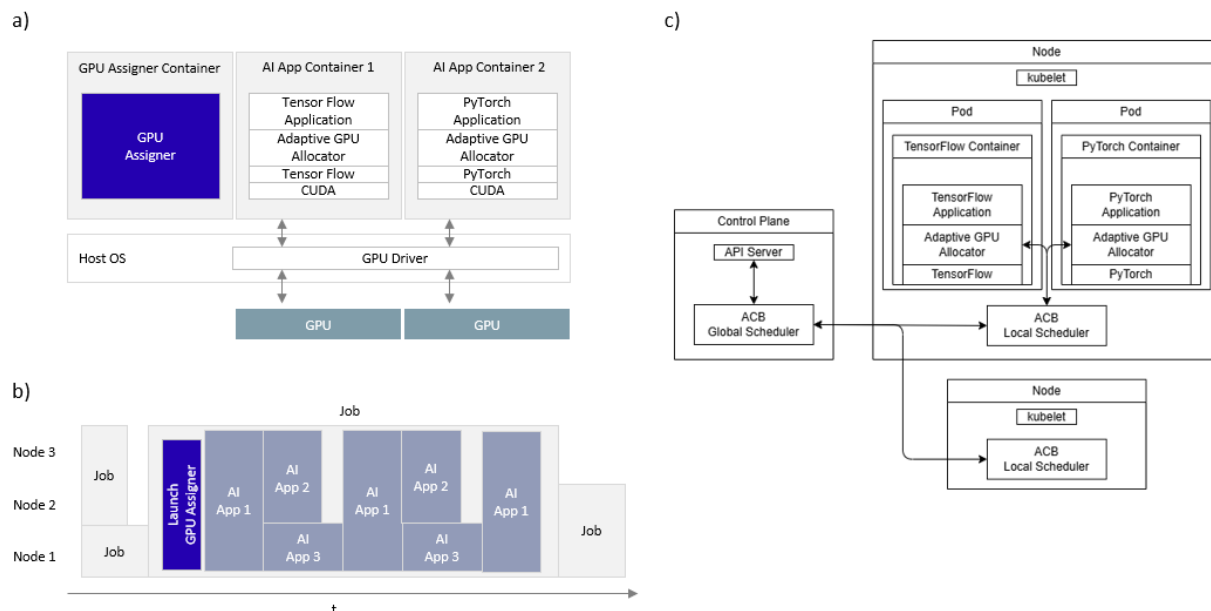 a)
GPU Assigner Container
AI App Container 1
AI App Container 2
GPU
Assigner
Tensor Flow
Application
Adaptive GPU
Allocator
Tensor Flow
CUDA
PyTorch
Application
Adaptive GPU
Allocator
PyTorch
CUDA
Host OS
GPU Driver
GPU
GPU
b)
Job
Node 3
Node 2
Node 1
Job
Job
Launch
GPU Assigner
AI
App 1
AI
App 2
AI
App 3
AI
App 1
AI
App 2
AI
App 3
AI
App 1
Job
t
c)
Node
kubelet
Pod
Pod
TensorFlow Container
PyTorch Container
TensorFlow
Application
Adaptive GPU
Allocator
TensorFlow
PyTorch
Application
Adaptive GPU
Allocator
PyTorch
Control Plane
API Server
ACB
Global Scheduler
ACB
Local Scheduler
Node
kubelet
ACB
Local Scheduler